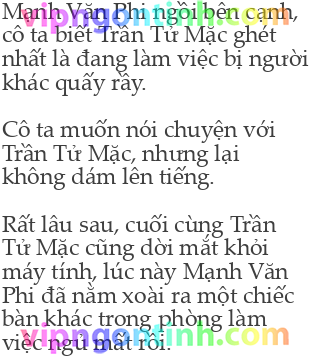 Mạnh Văn Phi ngồi bên cạnh,
cô ta biết Trần Tử Mặc ghét
nhất là đang làm việc bị người
khác quấy rầy.
Cô ta muốn nói chuyện với
Trần Tử Mặc, nhưng lại
không dám lên tiếng.
Rất lâu sau, cuối cùng Trần
Tử Mặc cũng dời mắt khỏi
máy tính, lúc này Mạnh Văn
Phi đã nằm xoài ra một chiếc
bàn khác trong phòng làm
việc ngủ mất rồi.
vipngontinh.com
vipngontinh.com